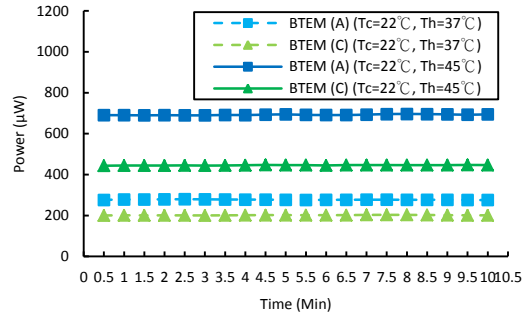 1200
1000
800
600
400
200
0
Power (μW)
BTEM (A) (Tc=22℃, Th=37℃)
BTEM (C) (Tc=22℃, Th=37℃)
BTEM (A) (Tc=22℃, Th=45℃)
BTEM (C) (Tc=22℃, Th=45℃)
0 0.5 1 1.5 2 2.5 3 3.5 4 4.5 5 5.5 6 6.5 7 7.5 8 8.5 9 9.5 10 10.5
Time (Min)